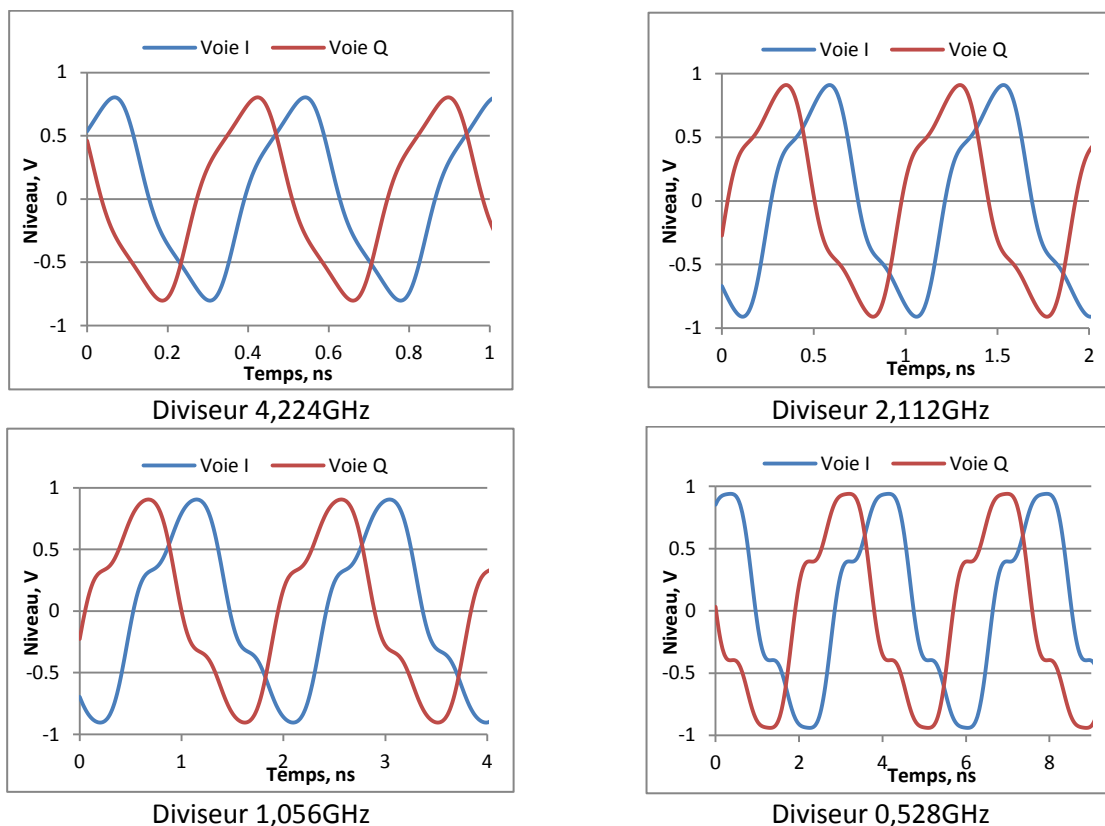 Voie I Voie Q
Niveau, V
1
0.5
0
-0.5
-1
0 0.2 0.4 0.6 0.8 1
Temps, ns
Diviseur 4,224GHz
Voie I Voie Q
Niveau, V
1
0.5
0
-0.5
-1
0 0.5 1 1.5 2
Temps, ns
Diviseur 2,112GHz
Voie I Voie Q
Niveau, V
1
0.5
0
-0.5
-1
0 1 2 3 4
Temps, ns
Diviseur 1,056GHz
Voie I Voie Q
Niveau, V
1
0.5
0
-0.5
-1
0 2 4 6 8
Temps, ns
Diviseur 0,528GHz